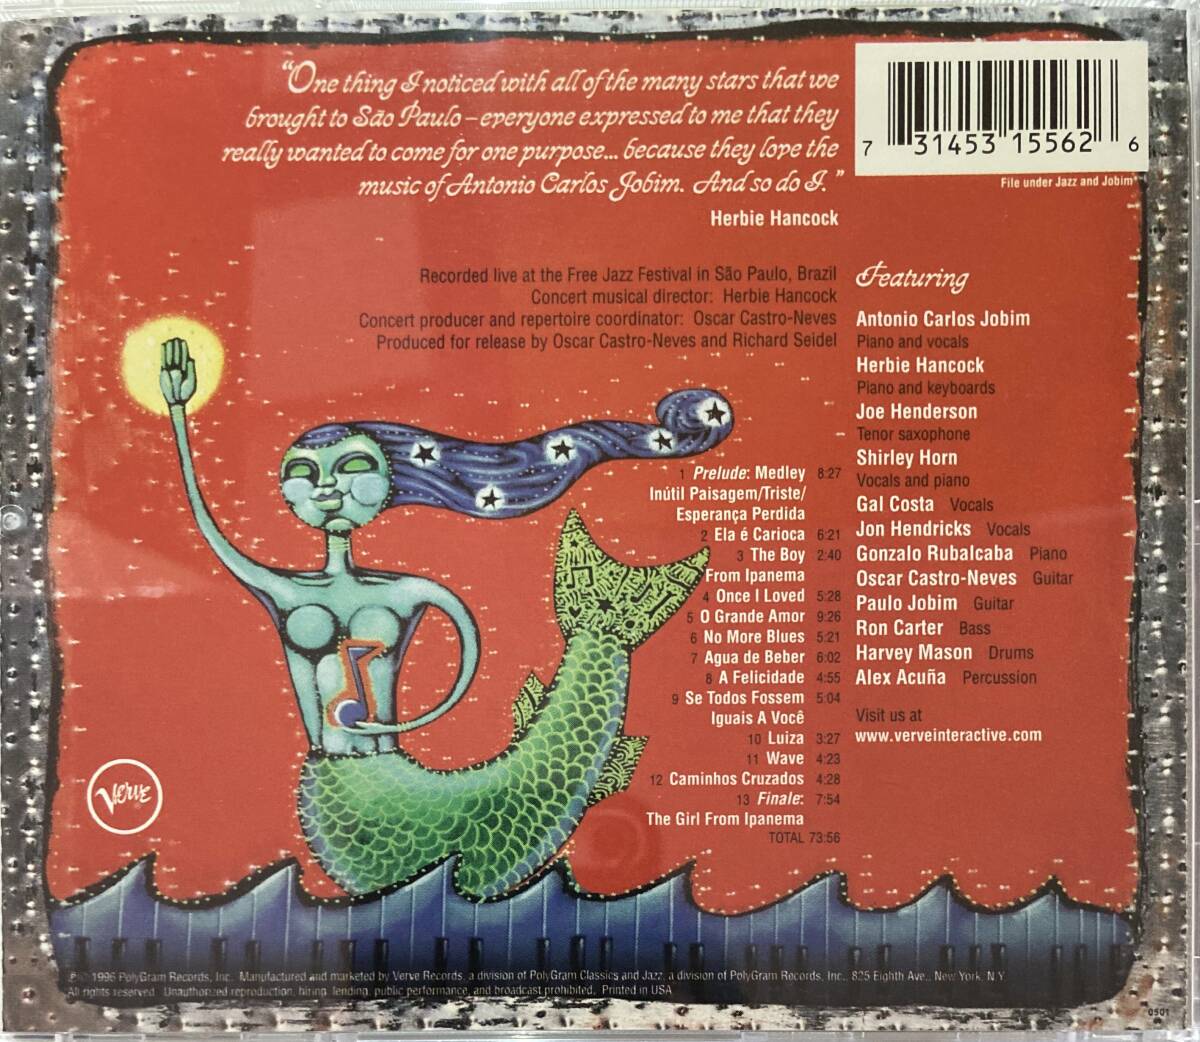 “One thing I noticed with all of the many stars that we
brought to São Paulo – everyone expressed to me that they
really wanted to come for one purpose... because they love the
music of Antonio Carlos Jobim. And so do I.”
Herbie Hancock
7 31453 15562 6
File under Jazz and Jobim
Recorded live at the Free Jazz Festival in São Paulo, Brazil
Concert musical director: Herbie Hancock
Concert producer and repertoire coordinator: Oscar Castro-Neves
Produced for release by Oscar Castro-Neves and Richard Seidel
1 Prelude: Medley 8:27
Inútil Paisagem/Triste/
Esperança Perdida
2 Ela é Carioca 6:21
3 The Boy 2:40
From Ipanema
4 Once I Loved 5:28
5 O Grande Amor 9:26
6 No More Blues 5:21
7 Agua de Beber 6:02
8 A Felicidade 4:55
9 Se Todos Fossem 5:04
Iguais A Você
10 Luiza 3:27
11 Wave 4:23
12 Caminhos Cruzados 4:28
13 Finale: 7:54
The Girl From Ipanema
TOTAL 73:56
Featuring
Antonio Carlos Jobim
Piano and vocals
Herbie Hancock
Piano and keyboards
Joe Henderson
Tenor saxophone
Shirley Horn
Vocals and piano
Gal Costa Vocals
Jon Hendricks Vocals
Gonzalo Rubalcaba Piano
Oscar Castro-Neves Guitar
Paulo Jobim Guitar
Ron Carter Bass
Harvey Mason Drums
Alex Acuña Percussion
Visit us at
www.verveinteractive.com
Verve
℗© 1996 PolyGram Records, Inc. Manufactured and marketed by Verve Records, a division of PolyGram Classics and Jazz, a division of PolyGram Records, Inc., 825 Eighth Ave., New York, N.Y.
All rights reserved. Unauthorized reproduction, hiring, lending, public performance, and broadcast prohibited. Printed in USA
0501